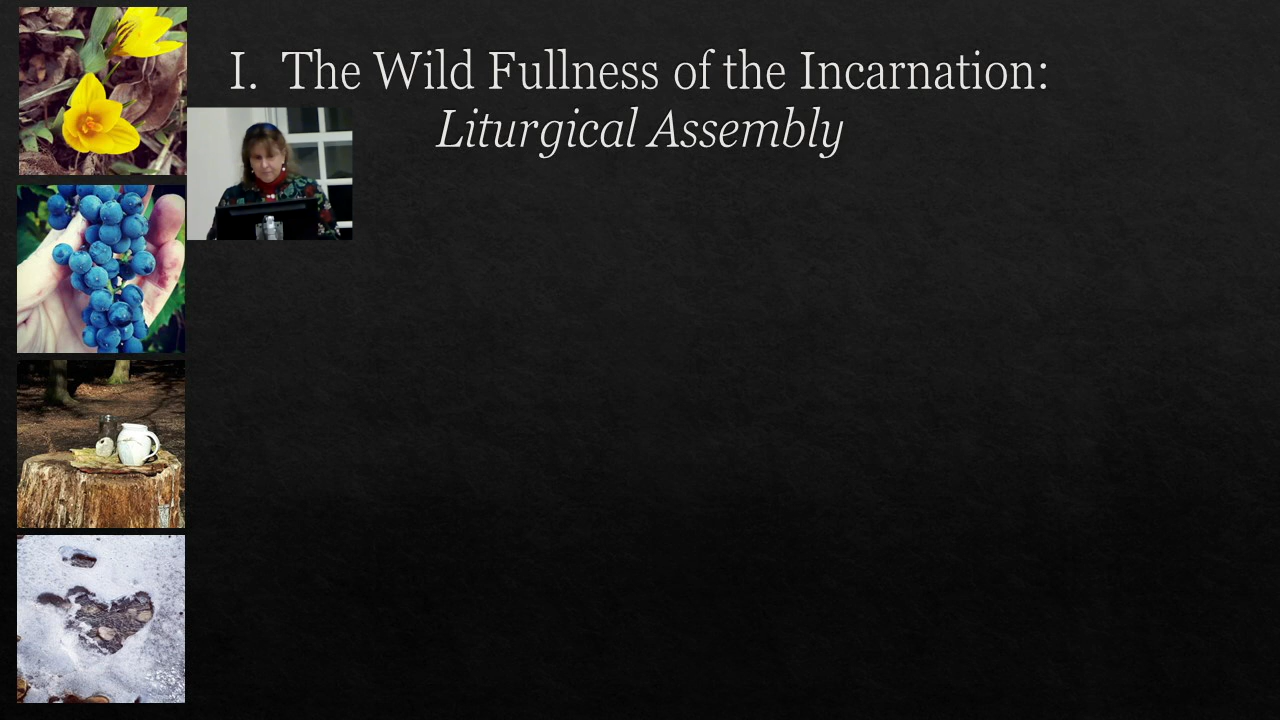 I. The Wild Fullness of the Incarnation:
Liturgical Assembly